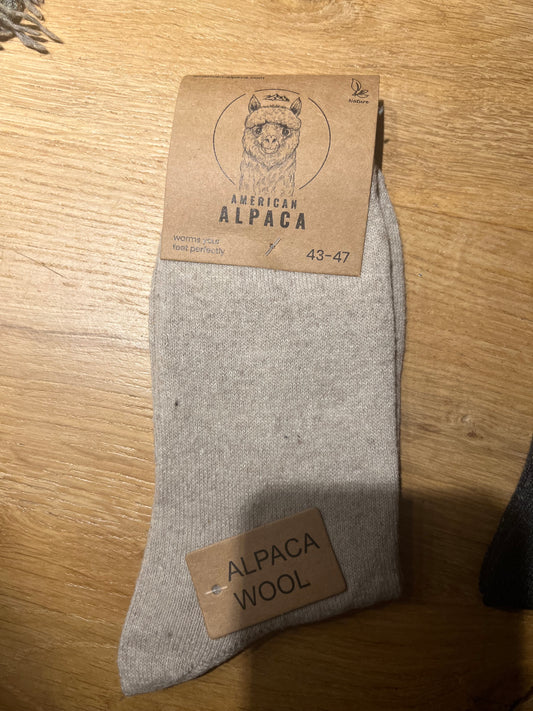 Nature
AMERICAN
ALPACA
warms your
feet perfectly
43-47
ALPACA
WOOL